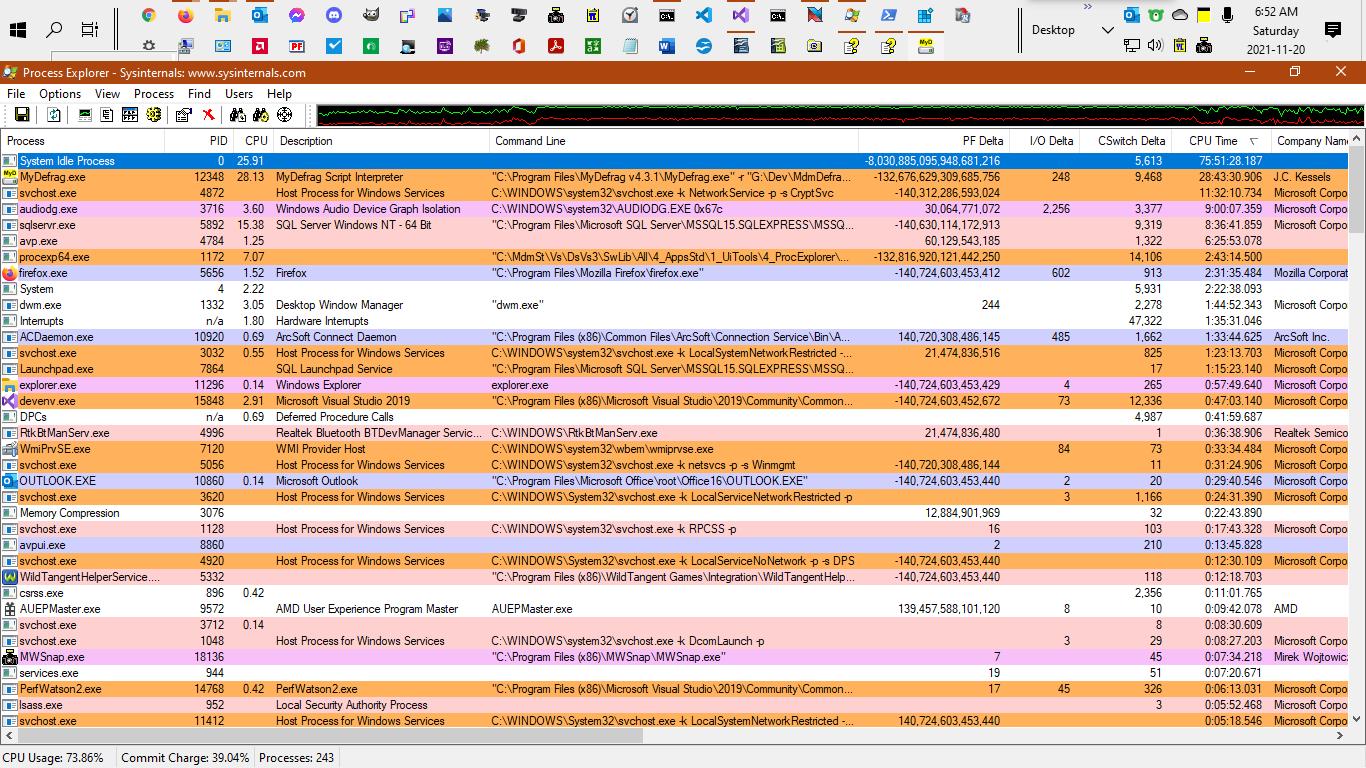 6:52 AM
Desktop
Saturday
2021-11-20
Process Explorer - Sysinternals: www.sysinternals.com
File Options View Process Find Users Help
Process PID CPU Description Command Line PF Delta I/O Delta CSwitch Delta CPU Time Company Name
System Idle Process 0 25.91 -8,030,885,095,948,681,216 5,613 75:51:28.187
MyDefrag.exe 12348 28.13 MyDefrag Script Interpreter "C:\Program Files\MyDefrag v4.3.1\MyDefrag.exe" -r "G:\Dev\MdmDefra... -132,676,629,309,685,756 248 9,468 28:43:30.906 J.C. Kessels
svchost.exe 4872 Host Process for Windows Services C:\WINDOWS\system32\svchost.exe -k NetworkService -p -s CryptSvc -140,312,286,593,024 11:32:10.734 Microsoft Corpo
audiodg.exe 3716 3.60 Windows Audio Device Graph Isolation C:\WINDOWS\system32\AUDIODG.EXE 0x67c 30,064,771,072 2,256 3,377 9:00:07.359 Microsoft Corpo
sqlservr.exe 5892 15.38 SQL Server Windows NT - 64 Bit "C:\Program Files\Microsoft SQL Server\MSSQL15.SQLEXPRESS\MSSQ... -140,630,114,172,913 9,319 8:36:41.859 Microsoft Corpo
avp.exe 4784 1.25 60,129,543,185 1,322 6:25:53.078
procexp64.exe 1172 7.07 "C:\MdmSt\Vs\DsVs3\SwLib\All\4_AppsStd\1_UiTools\4_ProcExplorer\... -132,816,920,121,442,250 14,106 2:43:14.500
firefox.exe 5656 1.52 Firefox "C:\Program Files\Mozilla Firefox\firefox.exe" -140,724,603,453,412 602 913 2:31:35.484 Mozilla Corporat
System 4 2.22 5,931 2:22:38.093
dwm.exe 1332 3.05 Desktop Window Manager "dwm.exe" 244 2,278 1:44:52.343 Microsoft Corpo
Interrupts n/a 1.80 Hardware Interrupts 47,322 1:35:31.046
ACDaemon.exe 10920 0.69 ArcSoft Connect Daemon "C:\Program Files (x86)\Common Files\ArcSoft\Connection Service\Bin\A... 140,720,308,486,145 485 1,662 1:33:44.625 ArcSoft Inc.
svchost.exe 3032 0.55 Host Process for Windows Services C:\WINDOWS\system32\svchost.exe -k LocalSystemNetworkRestricted -... 21,474,836,516 825 1:23:13.703 Microsoft Corpo
Launchpad.exe 7864 SQL Launchpad Service "C:\Program Files\Microsoft SQL Server\MSSQL15.SQLEXPRESS\MSSQ... 17 1:15:23.140 Microsoft Corpo
explorer.exe 11296 0.14 Windows Explorer explorer.exe -140,724,603,453,429 4 265 0:57:49.640 Microsoft Corpo
devenv.exe 15848 2.91 Microsoft Visual Studio 2019 "C:\Program Files (x86)\Microsoft Visual Studio\2019\Community\Common... -140,724,603,452,672 73 12,336 0:47:03.140 Microsoft Corpo
DPCs n/a 0.69 Deferred Procedure Calls 4,987 0:41:59.687
RtkBtManServ.exe 4996 Realtek Bluetooth BTDevManager Servic... C:\WINDOWS\RtkBtManServ.exe 21,474,836,480 1 0:36:38.906 Realtek Semico
WmiPrvSE.exe 7120 WMI Provider Host C:\WINDOWS\system32\wbem\wmiprvse.exe 84 73 0:33:34.484 Microsoft Corpo
svchost.exe 5056 Host Process for Windows Services C:\WINDOWS\system32\svchost.exe -k netsvcs -p -s Winmgmt -140,720,308,486,144 11 0:31:24.906 Microsoft Corpo
OUTLOOK.EXE 10860 0.14 Microsoft Outlook "C:\Program Files\Microsoft Office\root\Office16\OUTLOOK.EXE" -140,724,603,453,440 2 20 0:29:40.546 Microsoft Corpo
svchost.exe 3620 Host Process for Windows Services C:\WINDOWS\System32\svchost.exe -k LocalServiceNetworkRestricted -p 3 1,166 0:24:31.390 Microsoft Corpo
Memory Compression 3076 12,884,901,969 32 0:22:43.890
svchost.exe 1128 Host Process for Windows Services C:\WINDOWS\system32\svchost.exe -k RPCSS -p 16 103 0:17:43.328 Microsoft Corpo
avpui.exe 8860 2 210 0:13:45.828
svchost.exe 4920 Host Process for Windows Services C:\WINDOWS\System32\svchost.exe -k LocalServiceNoNetwork -p -s DPS -140,724,603,453,440 0:12:30.109 Microsoft Corpo
WildTangentHelperService.... 5332 "C:\Program Files (x86)\WildTangent Games\Integration\WildTangentHelp... -140,724,603,453,440 118 0:12:18.703
csrss.exe 896 0.42 2,356 0:11:01.765
AUEPMaster.exe 9572 AMD User Experience Program Master AUEPMaster.exe 139,457,588,101,120 8 10 0:09:42.078 AMD
svchost.exe 3712 0.14 8 0:08:30.609
svchost.exe 1048 Host Process for Windows Services C:\WINDOWS\system32\svchost.exe -k DcomLaunch -p 3 29 0:08:27.203 Microsoft Corpo
MWSnap.exe 18136 "C:\Program Files (x86)\MWSnap\MWSnap.exe" 7 45 0:07:34.218 Mirek Wojtowicz
services.exe 944 19 51 0:07:20.671
PerfWatson2.exe 14768 0.42 PerfWatson2.exe "C:\Program Files (x86)\Microsoft Visual Studio\2019\Community\Common... 17 45 326 0:06:13.031 Microsoft Corpo
lsass.exe 952 Local Security Authority Process 3 0:05:52.468 Microsoft Corpo
svchost.exe 11412 Host Process for Windows Services C:\WINDOWS\System32\svchost.exe -k LocalSystemNetworkRestricted -... 140,724,603,453,440 0:05:18.546 Microsoft Corpo
CPU Usage: 73.86% Commit Charge: 39.04% Processes: 243